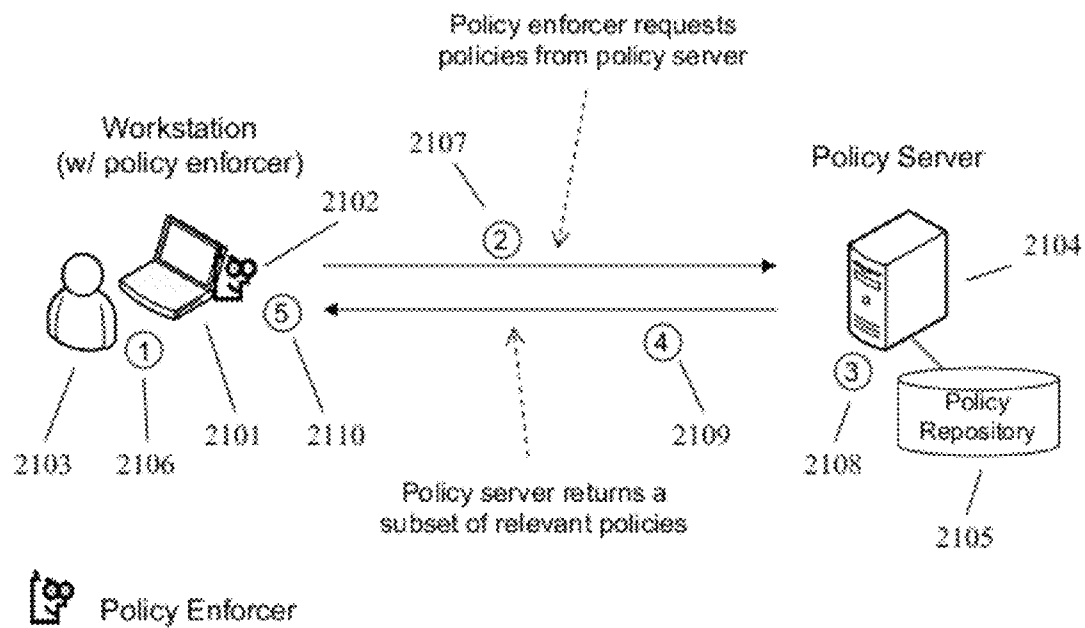 Policy enforcer requests
policies from policy server
Workstation
(w/ policy enforcer)
2107
Policy Server
2102
2
2104
5
1
4
3
Policy
Repository
2103
2106
2101
2110
2109
2108
2105
Policy server returns a
subset of relevant policies
Policy Enforcer